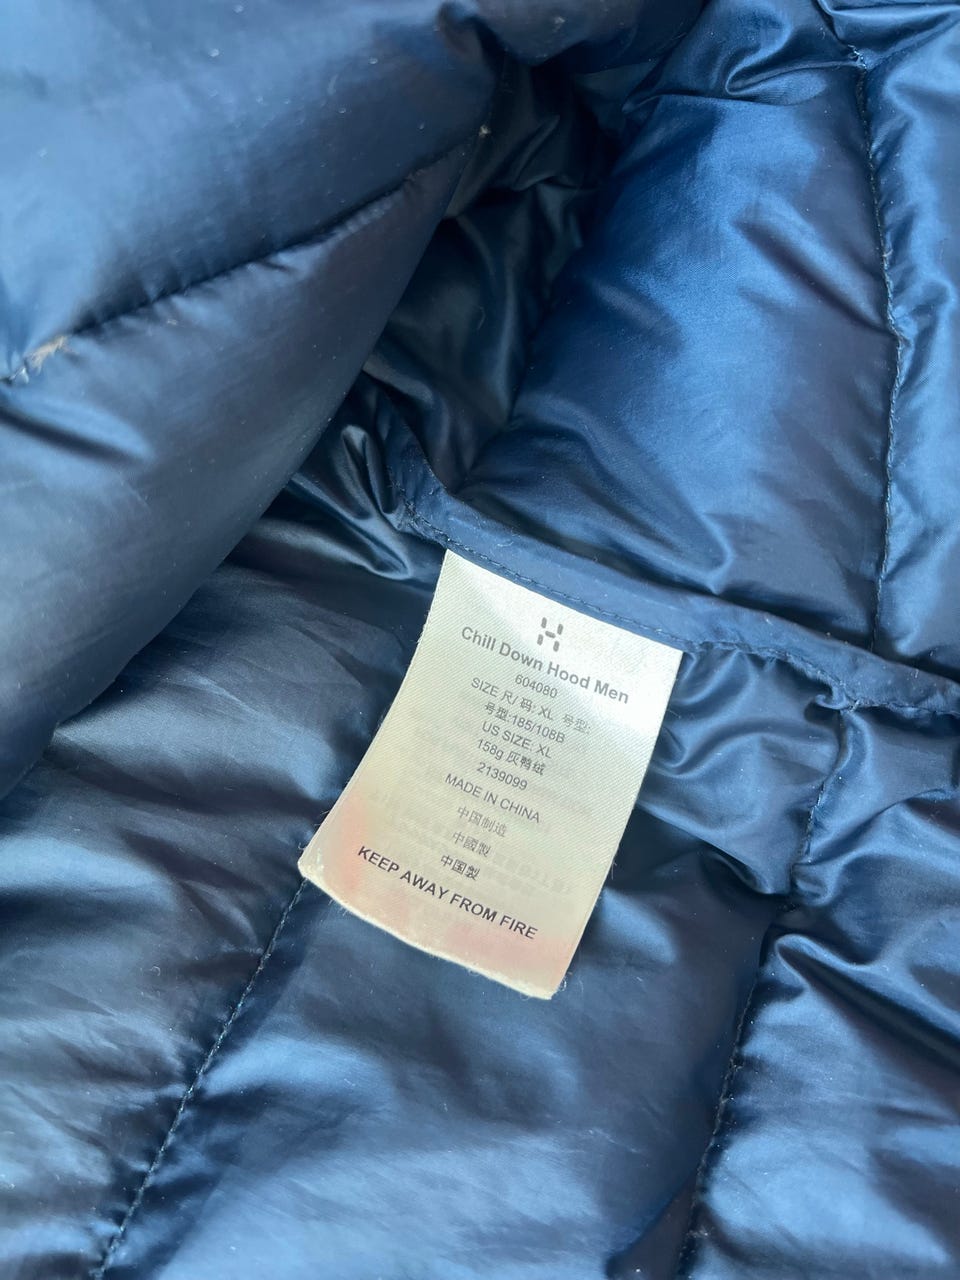 Chill Down Hood Men
604080
SIZE 尺/码: XL 号型:
号型:185/108B
US SIZE: XL
158g 灰鸭绒
2139099
MADE IN CHINA
中国制造
中國製
中国製
KEEP AWAY FROM FIRE